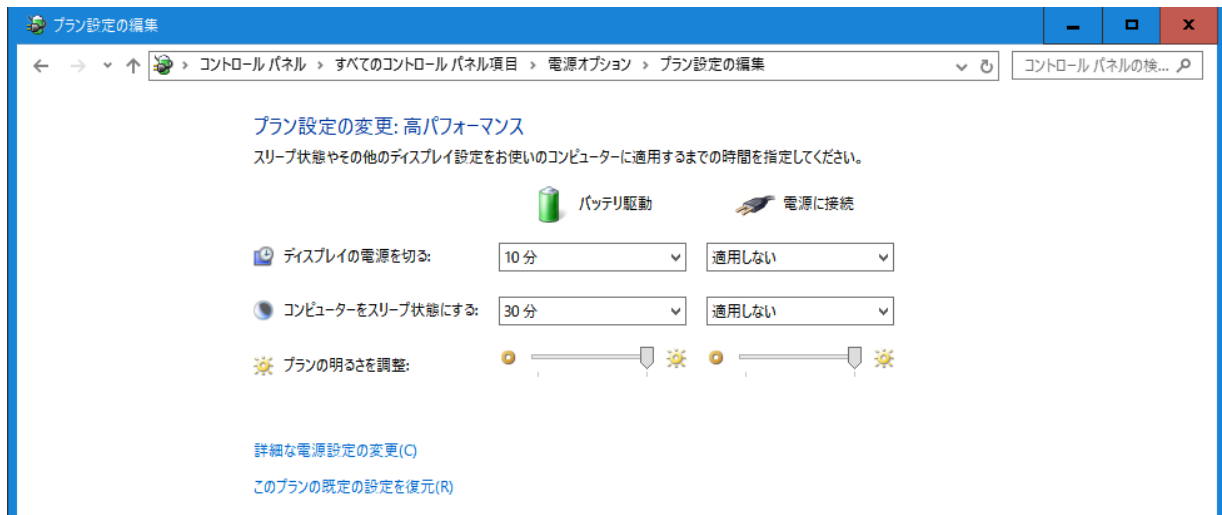 プラン設定の編集
コントロール パネル › すべてのコントロール パネル項目 › 電源オプション › プラン設定の編集
コントロール パネルの検...
プラン設定の変更: 高パフォーマンス
スリープ状態やその他のディスプレイ設定をお使いのコンピューターに適用するまでの時間を指定してください。
バッテリ駆動 電源に接続
ディスプレイの電源を切る: 10 分 適用しない
コンピューターをスリープ状態にする: 30 分 適用しない
プランの明るさを調整:
詳細な電源設定の変更(C)
このプランの既定の設定を復元(R)